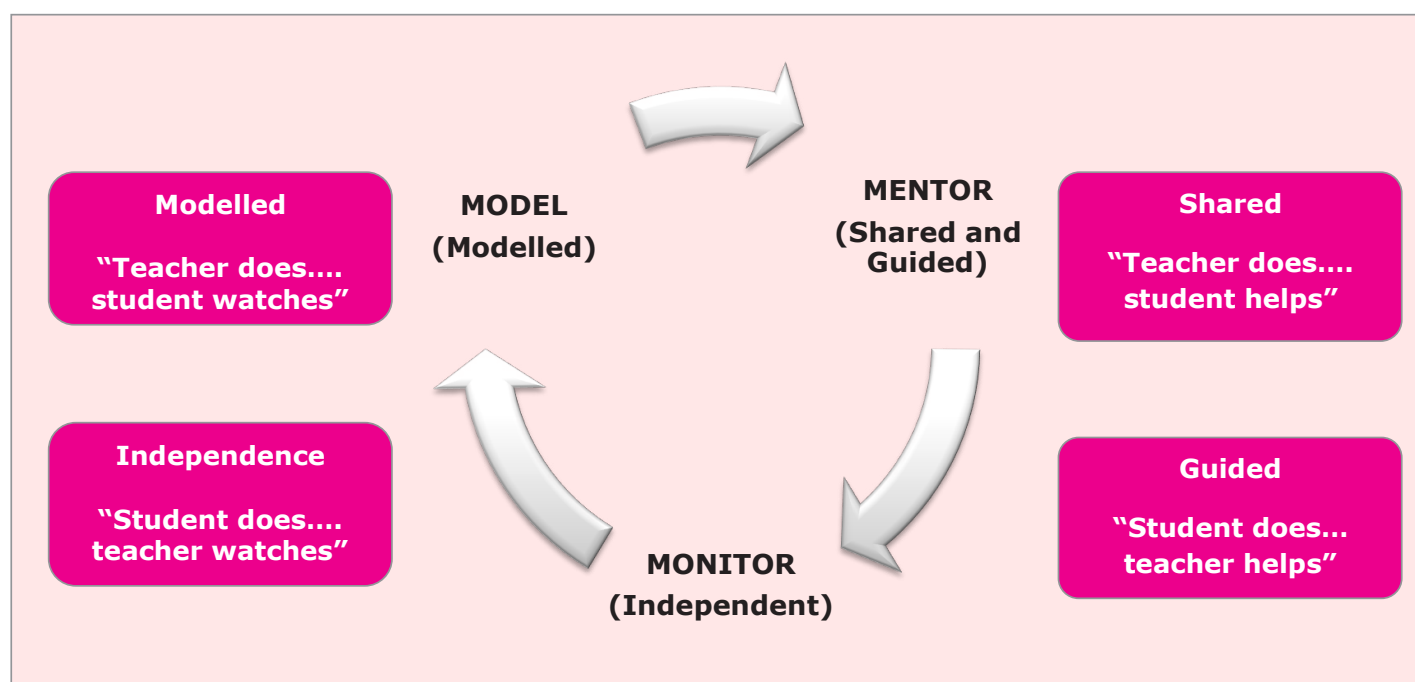 Modelled
“Teacher does....
student watches”
MODEL
(Modelled)
MENTOR
(Shared and
Guided)
Shared
“Teacher does....
student helps”
Independence
“Student does....
teacher watches”
MONITOR
(Independent)
Guided
“Student does...
teacher helps”